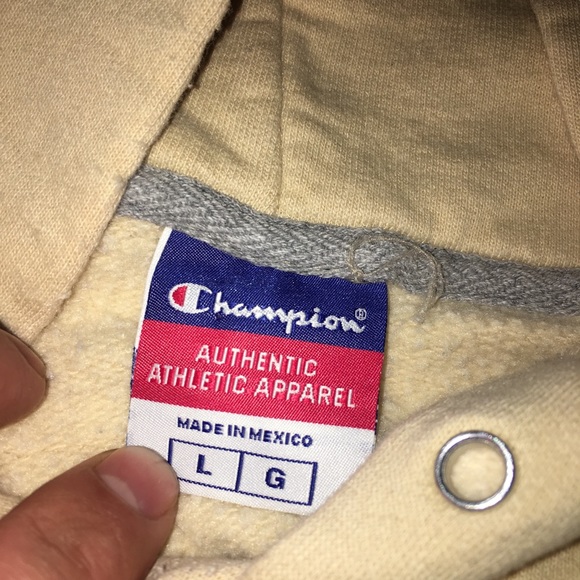 Champion®
AUTHENTIC
ATHLETIC APPAREL
MADE IN MEXICO
L G